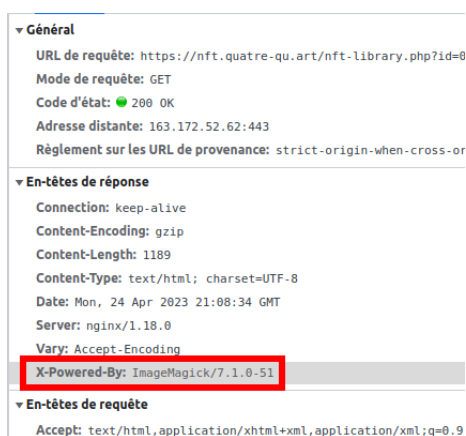 Général
URL de requête: https://nft.quatre-qu.art/nft-library.php?id=0
Mode de requête: GET
Code d'état: 200 OK
Adresse distante: 163.172.52.62:443
Règlement sur les URL de provenance: strict-origin-when-cross-or
En-têtes de réponse
Connection: keep-alive
Content-Encoding: gzip
Content-Length: 1189
Content-Type: text/html; charset=UTF-8
Date: Mon, 24 Apr 2023 21:08:34 GMT
Server: nginx/1.18.0
Vary: Accept-Encoding
X-Powered-By: ImageMagick/7.1.0-51
En-têtes de requête
Accept: text/html,application/xhtml+xml,application/xml;q=0.9